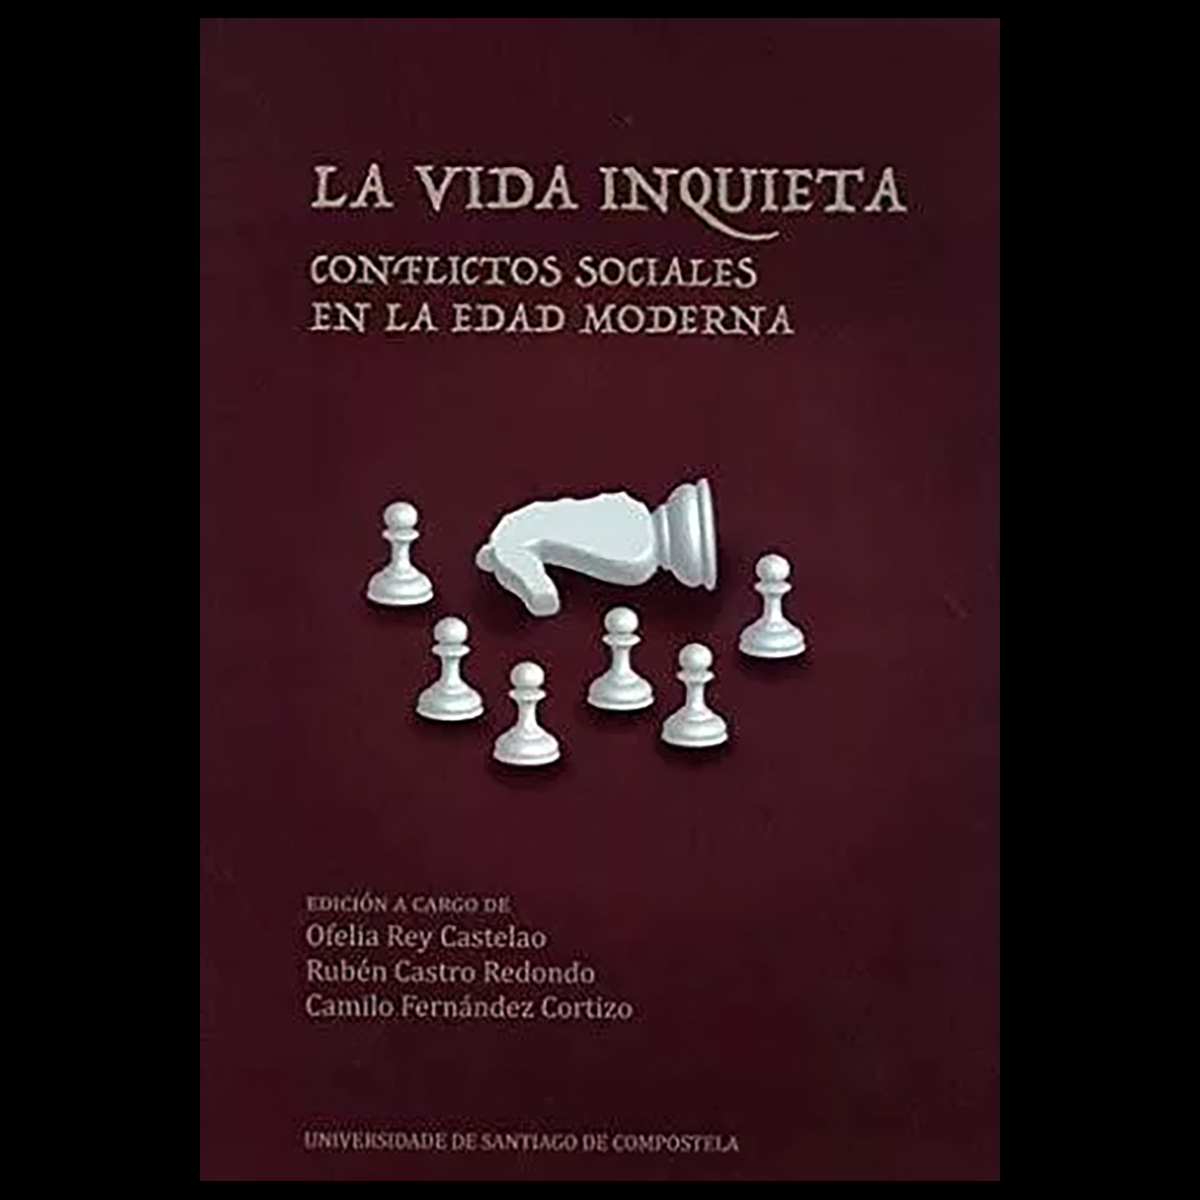 LA VIDA INQUIETA
CONFLICTOS SOCIALES
EN LA EDAD MODERNA
EDICIÓN A CARGO DE
Ofelia Rey Castelao
Rubén Castro Redondo
Camilo Fernández Cortizo
UNIVERSIDADE DE SANTIAGO DE COMPOSTELA